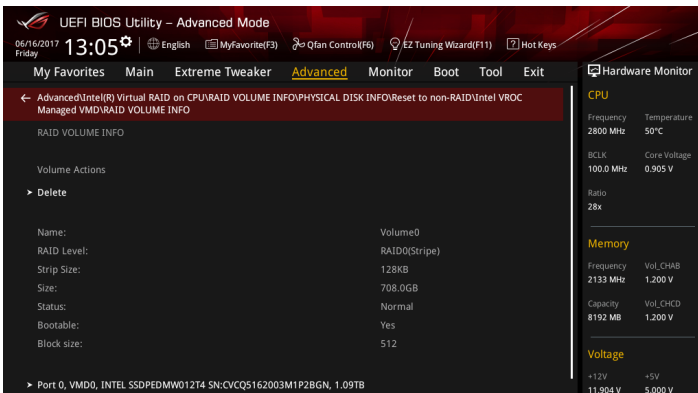 UEFI BIOS Utility – Advanced Mode
06/16/2017
Friday
13:05
English
MyFavorite(F3)
Qfan Control(F6)
EZ Tuning Wizard(F11)
Hot Keys
My Favorites Main Extreme Tweaker Advanced Monitor Boot Tool Exit
Advanced\Intel(R) Virtual RAID on CPU\RAID VOLUME INFO\PHYSICAL DISK INFO\Reset to non-RAID\Intel VROC
Managed VMD\RAID VOLUME INFO
RAID VOLUME INFO
Volume Actions
Delete
Name: Volume0
RAID Level: RAID0(Stripe)
Strip Size: 128KB
Size: 708.0GB
Status: Normal
Bootable: Yes
Block size: 512
Port 0, VMD0, INTEL SSDPEDMW012T4 SN:CVCQ5162003M1P2BGN, 1.09TB
Hardware Monitor
CPU
Frequency Temperature
2800 MHz 50°C
BCLK Core Voltage
100.0 MHz 0.905 V
Ratio
28x
Memory
Frequency Vol_CHAB
2133 MHz 1.200 V
Capacity Vol_CHCD
8192 MB 1.200 V
Voltage
+12V +5V
11.904 V 5.000 V